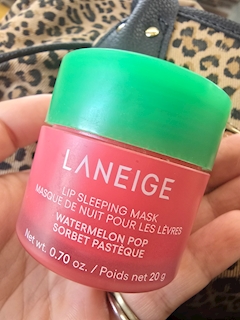 LANEIGE
LIP SLEEPING MASK
MASQUE DE NUIT POUR LES LÈVRES
WATERMELON POP
SORBET PASTÈQUE
Net wt. 0.70 oz. / Poids net 20 g